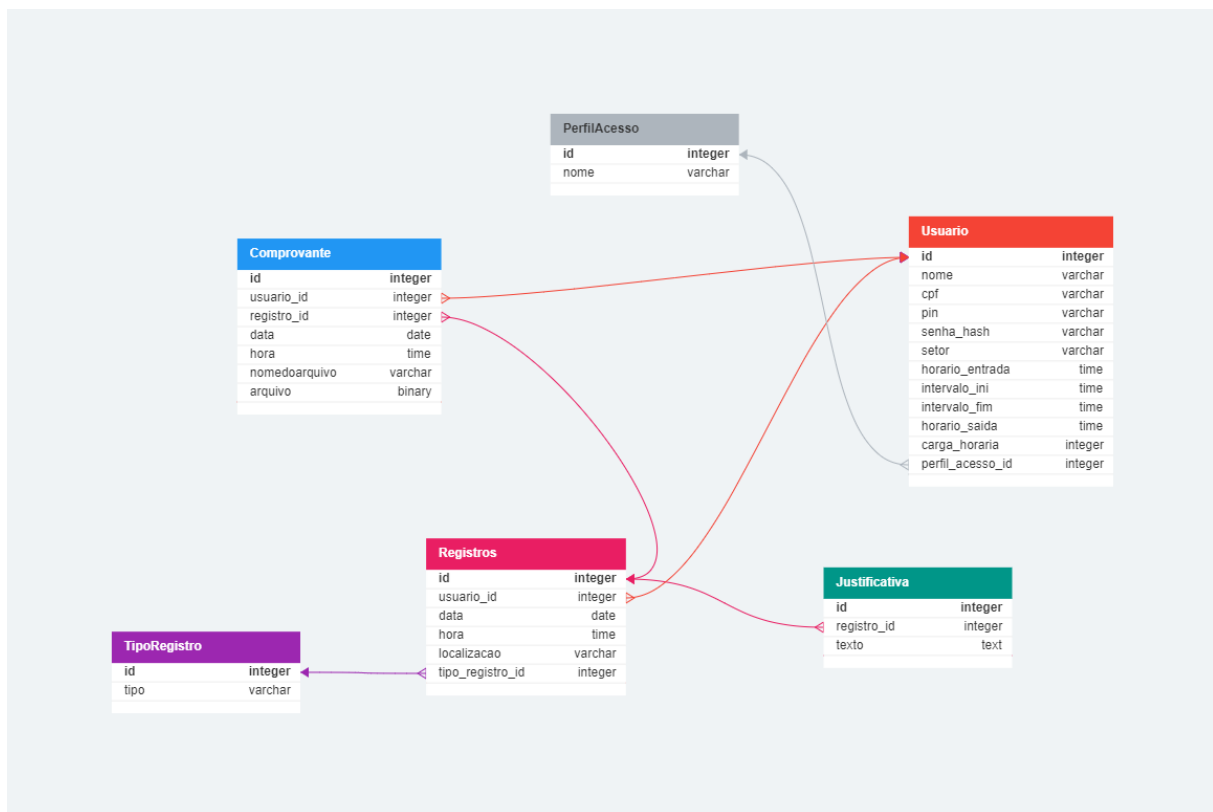 PerfilAcesso
id integer
nome varchar
Usuario
id integer
nome varchar
cpf varchar
pin varchar
senha_hash varchar
setor varchar
horario_entrada time
intervalo_ini time
intervalo_fim time
horario_saida time
carga_horaria integer
perfil_acesso_id integer
Comprovante
id integer
usuario_id integer
registro_id integer
data date
hora time
nomedoarquivo varchar
arquivo binary
Registros
id integer
usuario_id integer
data date
hora time
localizacao varchar
tipo_registro_id integer
Justificativa
id integer
registro_id integer
texto text
TipoRegistro
id integer
tipo varchar